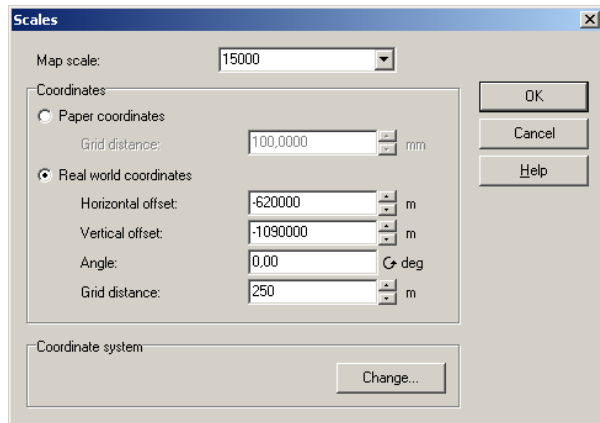 Scales
Map scale: 15000
OK
Cancel
Help
Coordinates
Paper coordinates
Grid distance: 100,0000 mm
Real world coordinates
Horizontal offset: -620000 m
Vertical offset: -1090000 m
Angle: 0,00 deg
Grid distance: 250 m
Coordinate system
Change...